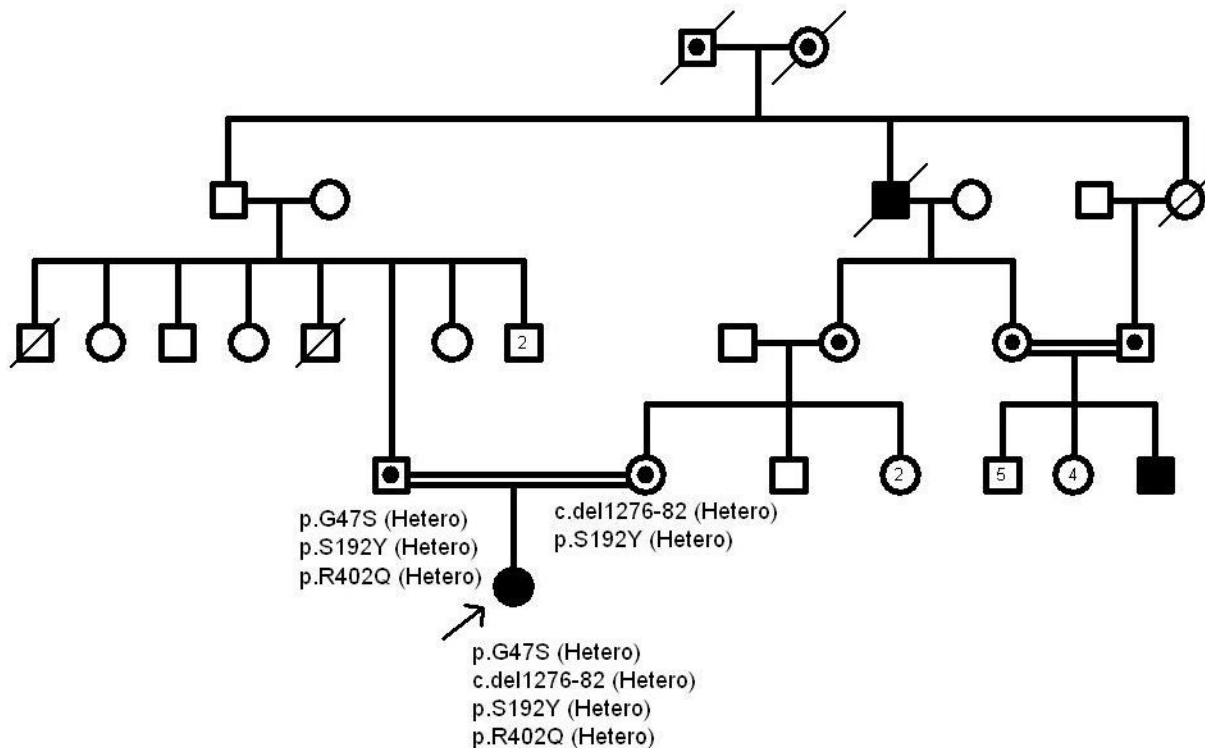 2
2
5
4
p.G47S (Hetero)
p.S192Y (Hetero)
p.R402Q (Hetero)
c.del1276-82 (Hetero)
p.S192Y (Hetero)
p.G47S (Hetero)
c.del1276-82 (Hetero)
p.S192Y (Hetero)
p.R402Q (Hetero)